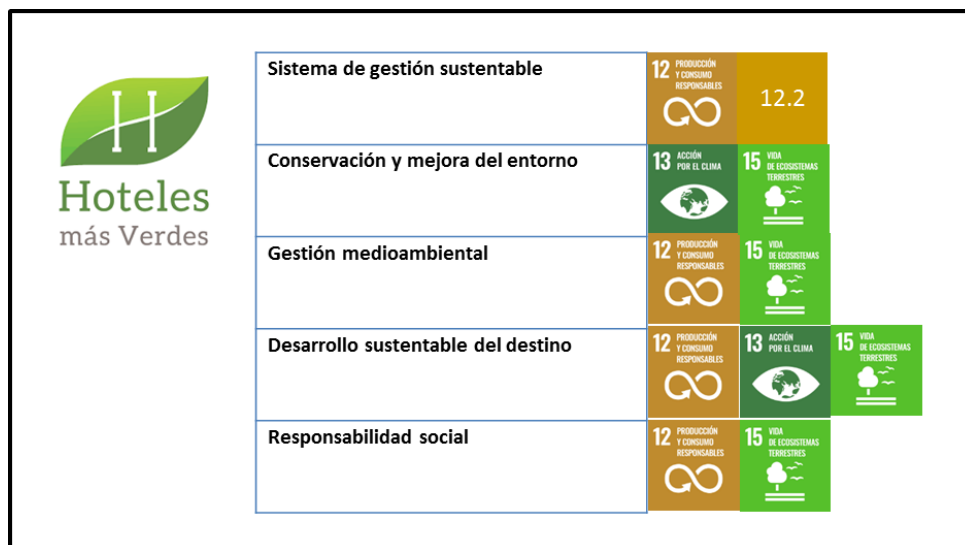 H
Hoteles
más Verdes
Sistema de gestión sustentable
12 PRODUCCIÓN
Y CONSUMO
RESPONSABLES
12.2
Conservación y mejora del entorno
13 ACCIÓN
POR EL CLIMA
15 VIDA
DE ECOSISTEMAS
TERRESTRES
Gestión medioambiental
12 PRODUCCIÓN
Y CONSUMO
RESPONSABLES
15 VIDA
DE ECOSISTEMAS
TERRESTRES
Desarrollo sustentable del destino
12 PRODUCCIÓN
Y CONSUMO
RESPONSABLES
13 ACCIÓN
POR EL CLIMA
15 VIDA
DE ECOSISTEMAS
TERRESTRES
Responsabilidad social
12 PRODUCCIÓN
Y CONSUMO
RESPONSABLES
15 VIDA
DE ECOSISTEMAS
TERRESTRES